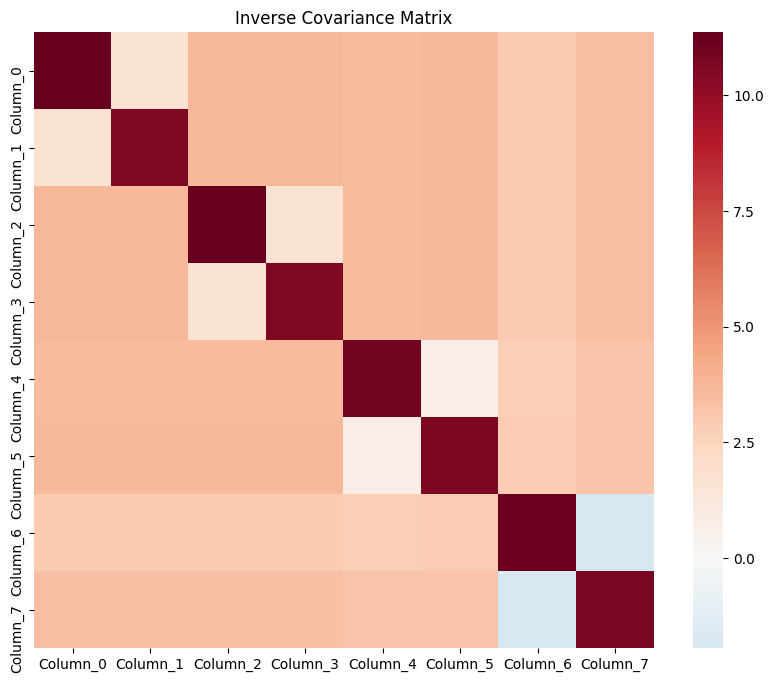 Inverse Covariance Matrix
Column_0
Column_1
Column_2
Column_3
Column_4
Column_5
Column_6
Column_7
Column_0 Column_1 Column_2 Column_3 Column_4 Column_5 Column_6 Column_7
10.0
7.5
5.0
2.5
0.0